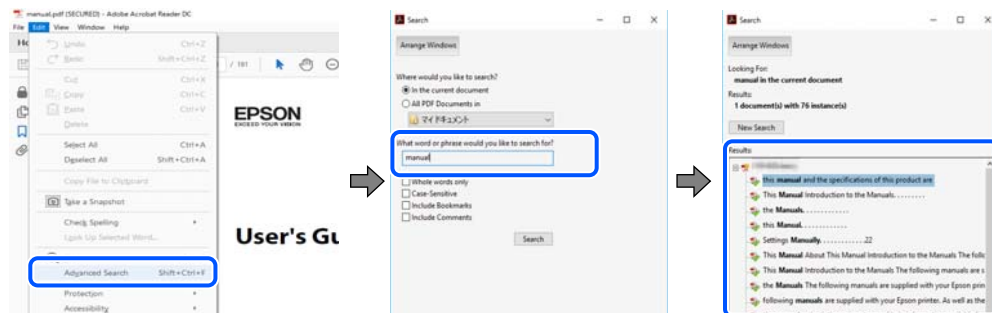 manual.pdf (SECURED) - Adobe Acrobat Reader DC
File Edit View Window Help
Undo Ctrl+Z
Redo Shift+Ctrl+Z
Cut Ctrl+X
Copy Ctrl+C
Paste Ctrl+V
Delete
Select All Ctrl+A
Deselect All Shift+Ctrl+A
Copy File to Clipboard
Take a Snapshot
Check Spelling
Look Up Selected Word...
Advanced Search Shift+Ctrl+F
Protection
Accessibility
/ 181
EPSON
EXCEED YOUR VISION
User's Gu
Search
Arrange Windows
Where would you like to search?
In the current document
All PDF Documents in
マイ ドキュメント
What word or phrase would you like to search for?
manual
Whole words only
Case-Sensitive
Include Bookmarks
Include Comments
Search
Search
Arrange Windows
Looking For:
manual in the current document
Results:
1 document(s) with 76 instance(s)
New Search
Results:
this manual and the specifications of this product are
This Manual Introduction to the Manuals. . . . . . . . .
the Manuals. . . . . . . . . . . . .
this Manual. . . . . . . . . . . . .
Settings Manually. . . . . . . . . . . . .22
This Manual About This Manual Introduction to the Manuals The follo
This Manual Introduction to the Manuals The following manuals are s
the Manuals The following manuals are supplied with your Epson prin
following manuals are supplied with your Epson printer. As well as the